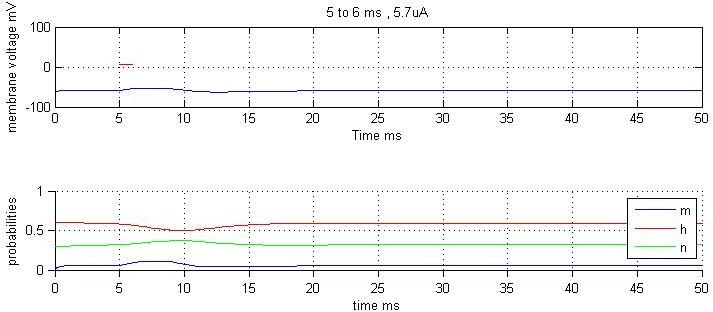 5 to 6 ms , 5.7uA
membrane voltage mV
100
0
-100
0 5 10 15 20 25 30 35 40 45 50
Time ms
probabilities
1
0.5
0
m
h
n
0 5 10 15 20 25 30 35 40 45 50
time ms